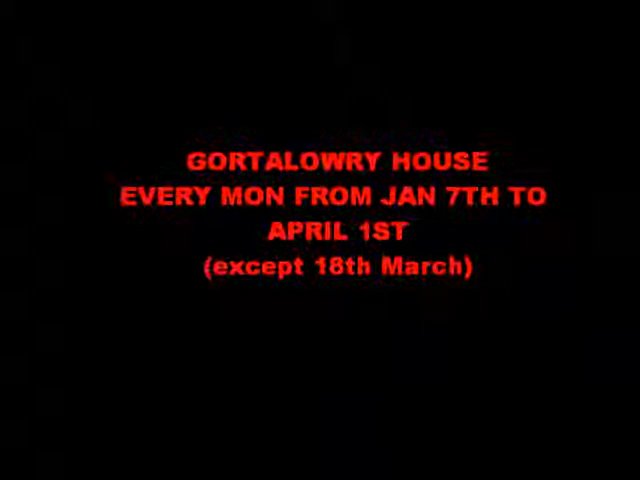 GORTALOWRY HOUSE
EVERY MON FROM JAN 7TH TO
APRIL 1ST
(except 18th March)